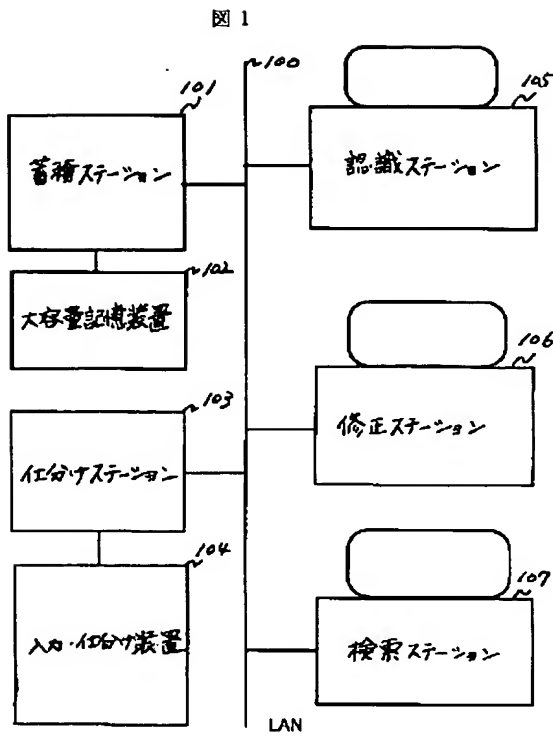 図 1
100
101
蓄積ステーション
102
大容量記憶装置
103
仕分けステーション
104
入力・仕分け装置
105
認識ステーション
106
修正ステーション
107
検索ステーション
LAN